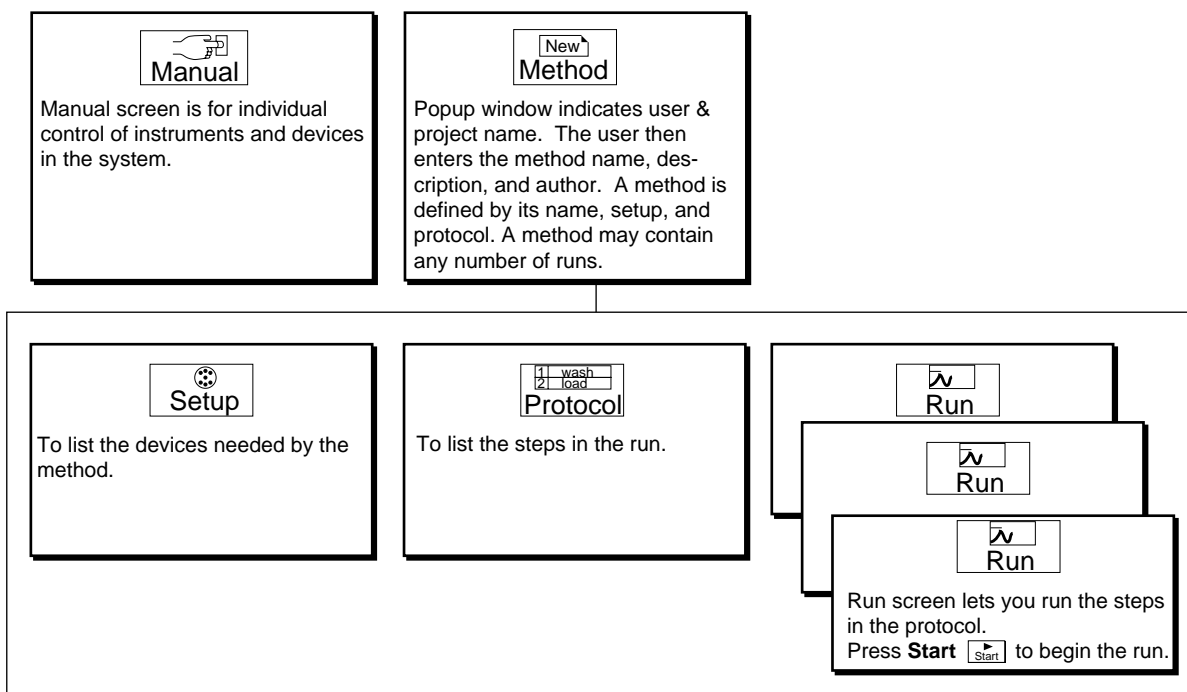 Manual
Manual screen is for individual
control of instruments and devices
in the system.
New
Method
Popup window indicates user &
project name.  The user then
enters the method name, des-
cription, and author.  A method is
defined by its name, setup, and
protocol. A method may contain
any number of runs.
Setup
To list the devices needed by the
method.
1 wash
2 load
Protocol
To list the steps in the run.
Run
Run
Run
Run screen lets you run the steps
in the protocol.
Press Start Start to begin the run.